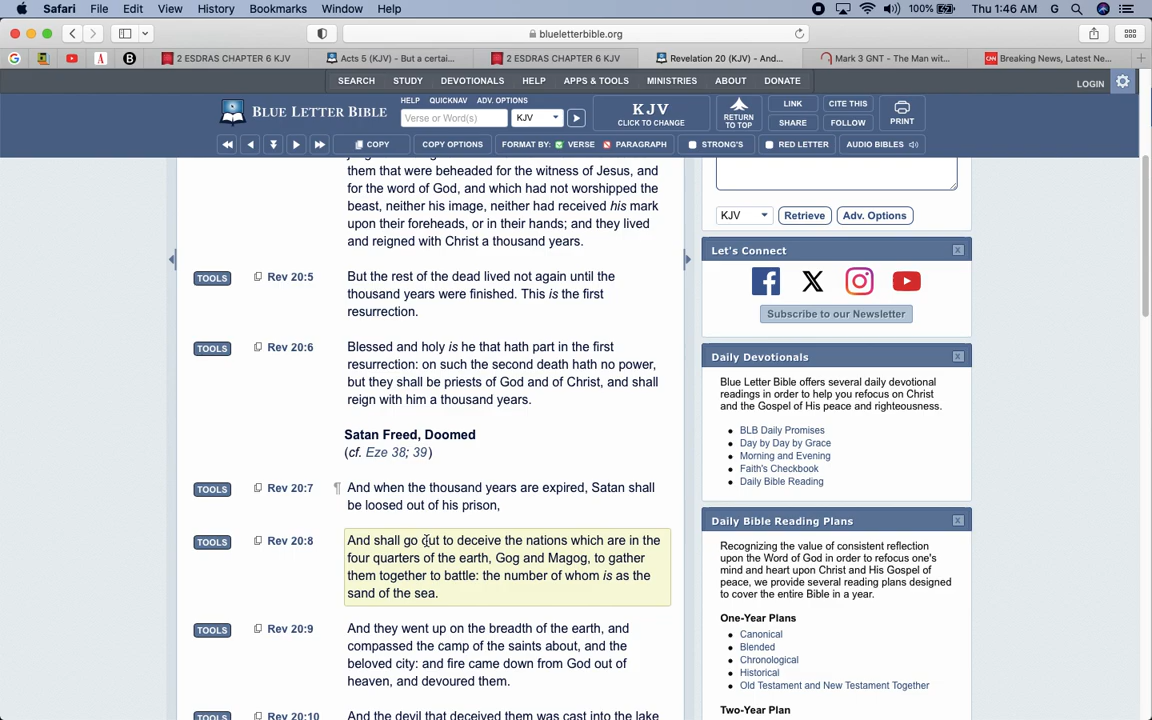 Safari File Edit View History Bookmarks Window Help
100% Thu 1:46 AM G
blueletterbible.org
2 ESDRAS CHAPTER 6 KJV
Acts 5 (KJV) - But a certai...
2 ESDRAS CHAPTER 6 KJV
Revelation 20 (KJV) - And...
Mark 3 GNT - The Man wit...
Breaking News, Latest Ne...
SEARCH STUDY DEVOTIONALS HELP APPS & TOOLS MINISTRIES ABOUT DONATE
LOGIN
BLUE LETTER BIBLE
HELP QUICKNAV ADV. OPTIONS
Verse or Word(s) KJV
KJV
CLICK TO CHANGE
RETURN
TO TOP
LINK CITE THIS
SHARE FOLLOW
PRINT
COPY COPY OPTIONS FORMAT BY: VERSE PARAGRAPH STRONG'S RED LETTER AUDIO BIBLES
them that were beheaded for the witness of Jesus, and
for the word of God, and which had not worshipped the
beast, neither his image, neither had received his mark
upon their foreheads, or in their hands; and they lived
and reigned with Christ a thousand years.
TOOLS Rev 20:5 But the rest of the dead lived not again until the
thousand years were finished. This is the first
resurrection.
TOOLS Rev 20:6 Blessed and holy is he that hath part in the first
resurrection: on such the second death hath no power,
but they shall be priests of God and of Christ, and shall
reign with him a thousand years.
Satan Freed, Doomed
(cf. Eze 38; 39)
TOOLS Rev 20:7 ¶ And when the thousand years are expired, Satan shall
be loosed out of his prison,
TOOLS Rev 20:8 And shall go out to deceive the nations which are in the
four quarters of the earth, Gog and Magog, to gather
them together to battle: the number of whom is as the
sand of the sea.
TOOLS Rev 20:9 And they went up on the breadth of the earth, and
compassed the camp of the saints about, and the
beloved city: and fire came down from God out of
heaven, and devoured them.
TOOLS Rev 20:10 And the devil that deceived them was cast into the lake
KJV Retrieve Adv. Options
Let's Connect
Subscribe to our Newsletter
Daily Devotionals
Blue Letter Bible offers several daily devotional
readings in order to help you refocus on Christ
and the Gospel of His peace and righteousness.
BLB Daily Promises
Day by Day by Grace
Morning and Evening
Faith's Checkbook
Daily Bible Reading
Daily Bible Reading Plans
Recognizing the value of consistent reflection
upon the Word of God in order to refocus one's
mind and heart upon Christ and His Gospel of
peace, we provide several reading plans designed
to cover the entire Bible in a year.
One-Year Plans
Canonical
Blended
Chronological
Historical
Old Testament and New Testament Together
Two-Year Plan